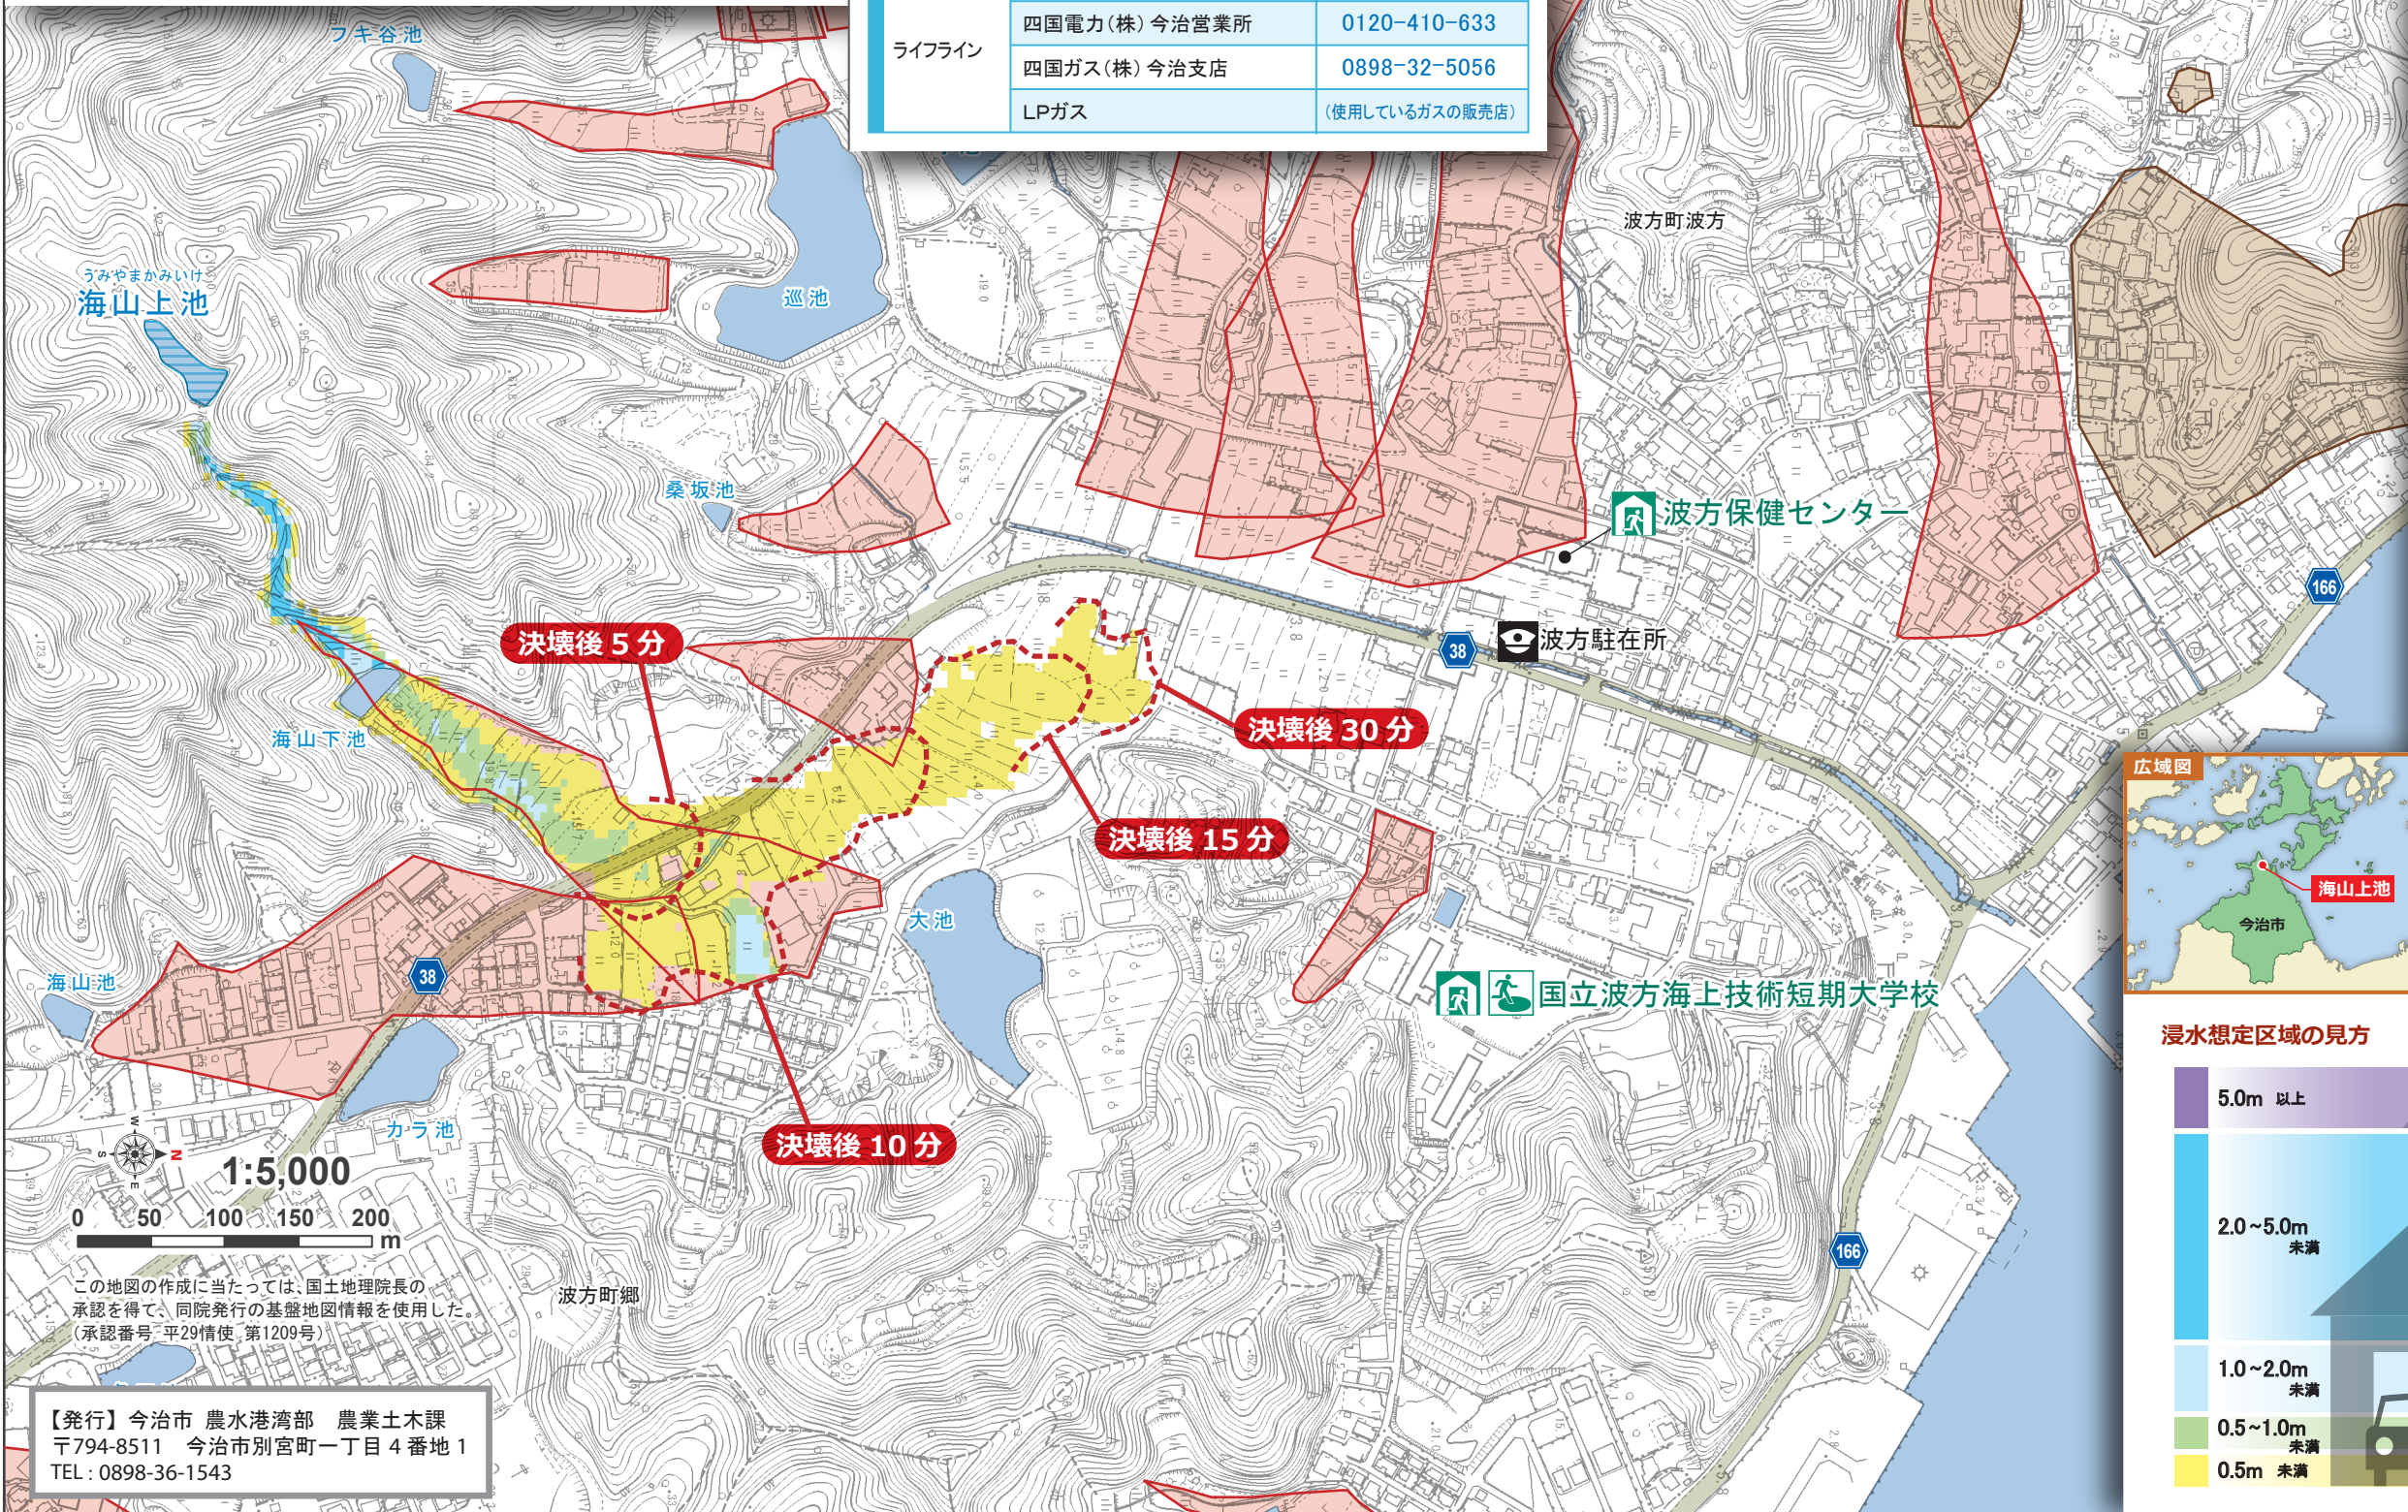 フキ谷池
ライフライン
四国電力(株)今治営業所 0120-410-633
四国ガス(株)今治支店 0898-32-5056
LPガス (使用しているガスの販売店)
波方町波方
うみやまかみいけ
海山上池
巡池
桑坂池
波方保健センター
166
決壊後 5 分
38
波方駐在所
海山下池
決壊後 30 分
決壊後 15 分
広域図
海山上池
今治市
大池
海山池
38
国立波方海上技術短期大学校
浸水想定区域の見方
5.0m 以上
カラ池
決壊後 10 分
W
S
N
E
1:5,000
0 50 100 150 200
m
2.0~5.0m
未満
166
この地図の作成に当たっては、国土地理院長の
承認を得て、同院発行の基盤地図情報を使用した。
(承認番号 平29情使 第1209号)
波方町郷
1.0~2.0m
未満
0.5~1.0m
未満
0.5m 未満
【発行】今治市 農水港湾部 農業土木課
〒794-8511 今治市別宮町一丁目 4 番地 1
TEL : 0898-36-1543